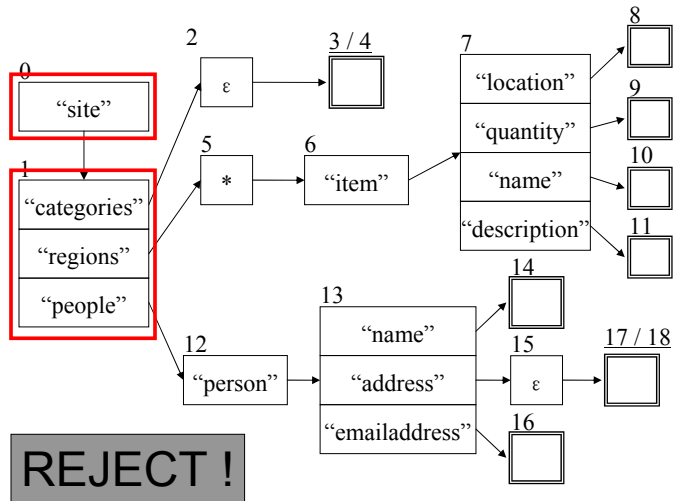 0
“site”
1
“categories”
“regions”
“people”
2
ε
3 / 4
5
*
6
“item”
7
“location”
“quantity”
“name”
“description”
8
9
10
11
12
“person”
13
“name”
“address”
“emailaddress”
14
15
ε
16
17 / 18
REJECT !